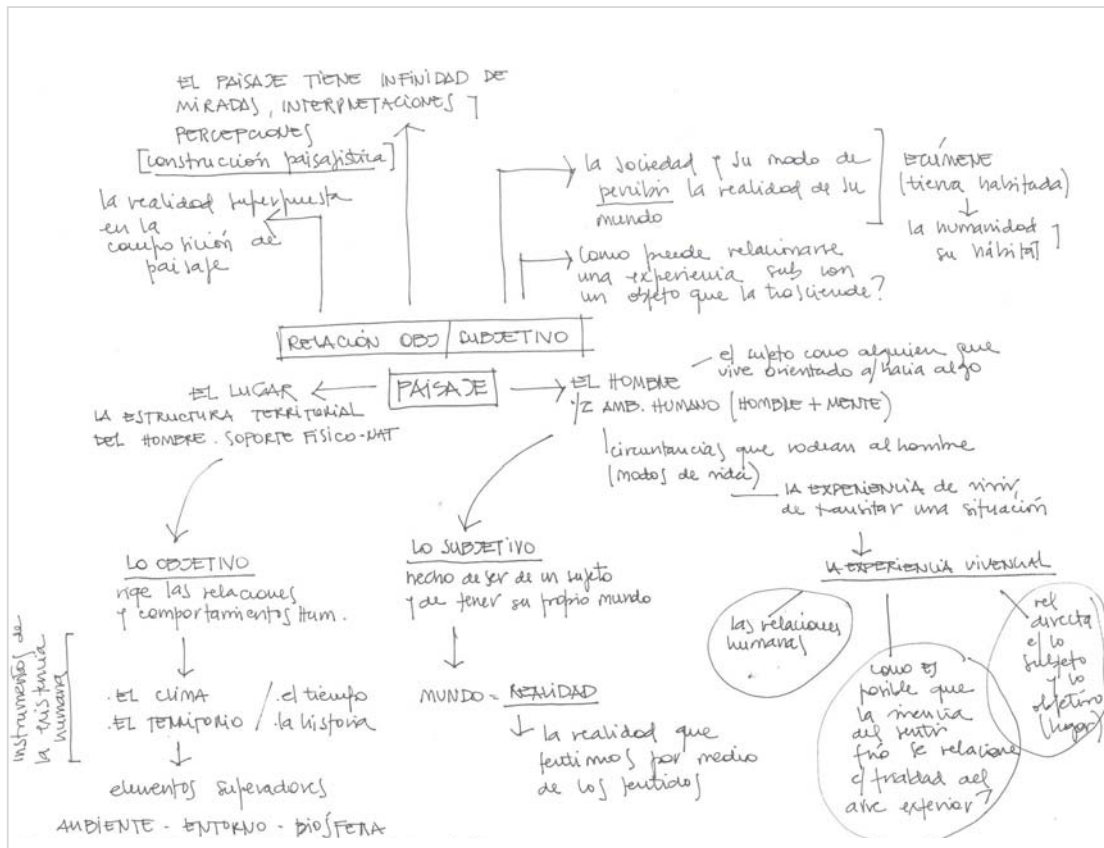 EL PAISAJE TIENE INFINIDAD DE
MIRADAS, INTERPRETACIONES Y
PERCEPCIONES
[construcción paisajística]
la realidad superpuesta
en la
composición de
paisaje
la sociedad y su modo de
percibir la realidad de su
mundo
ECÚMENE
(tierra habitada)
la humanidad
su hábitat]
como puede relacionarse
una experiencia sub con
un objeto que la trasciende?
RELACIÓN OBJ / SUBJETIVO
PAISAJE
EL LUGAR
LA ESTRUCTURA TERRITORIAL
DEL HOMBRE. SOPORTE FÍSICO-NAT
EL HOMBRE
1/2 AMB. HUMANO (HOMBRE + MENTE)
el sujeto como alguien que
vive orientado a/hacia algo
circuntancias que rodean al hombre
(modos de vida)
LA EXPERIENCIA de vivir,
de transitar una situación
LA EXPERIENCIA VIVENCIAL
las relaciones
humanas
como es
posible que
la
del sentir
frío se relacione
c/ frialdad del
aire exterior?
rel
directa
e/ lo
subjeto
y lo
objetivo
(lugar)
LO OBJETIVO
rige las relaciones
y comportamientos Hum.
instrumentos de
la existencia
humana
. EL CLIMA / . el tiempo
. EL TERRITORIO . la historia
elementos superadores
AMBIENTE - ENTORNO - BIÓSFERA
LO SUBJETIVO
hecho de ser de un sujeto
y de tener su propio mundo
MUNDO = REALIDAD
la realidad que
sentimos por medio
de los sentidos